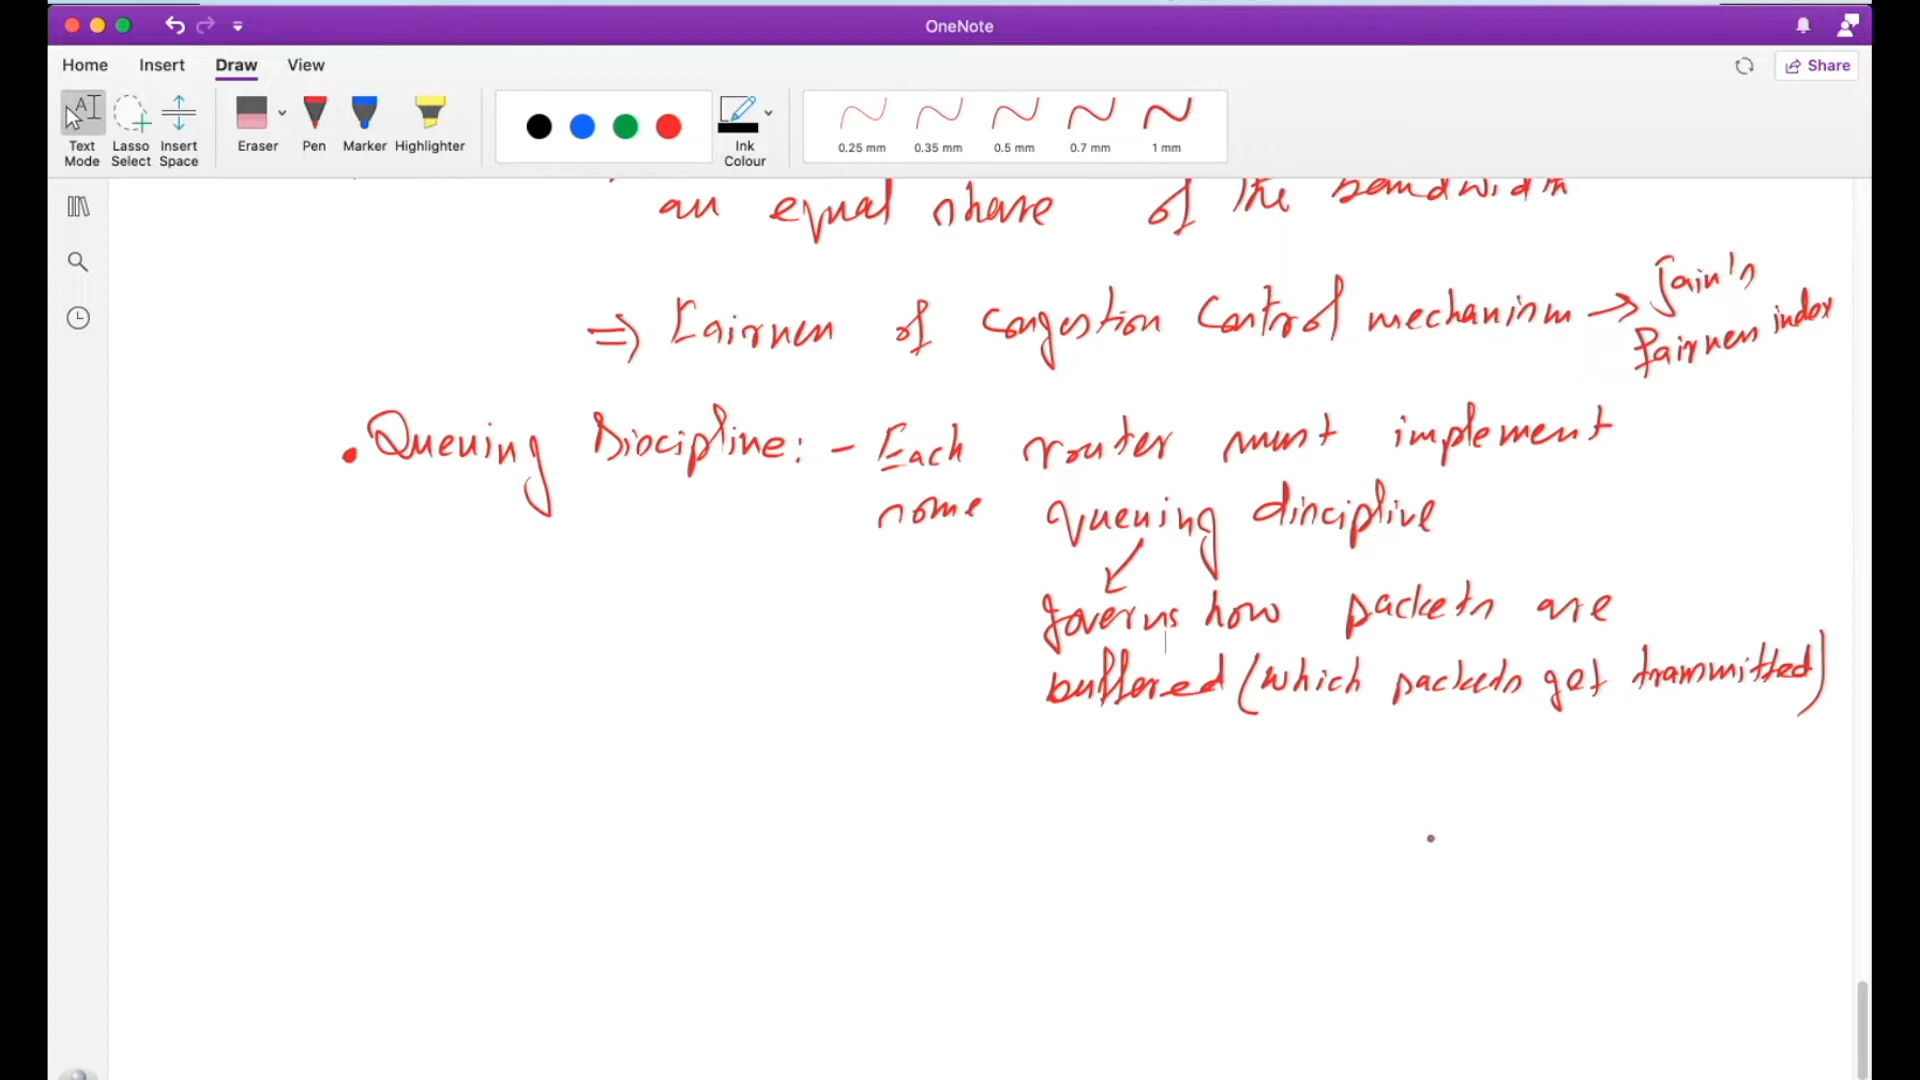 OneNote
Home Insert Draw View
Share
Text Mode
Lasso Select
Insert Space
Eraser
Pen
Marker
Highlighter
Ink Colour
0.25 mm 0.35 mm 0.5 mm 0.7 mm 1 mm
an equal share of the bandwidth
⇒ Fairness of congestion control mechanism → Jain's
fairness index
• Queuing Discipline: - Each router must implement
some queuing discipline
governs how packets are
buffered (which packets get transmitted)